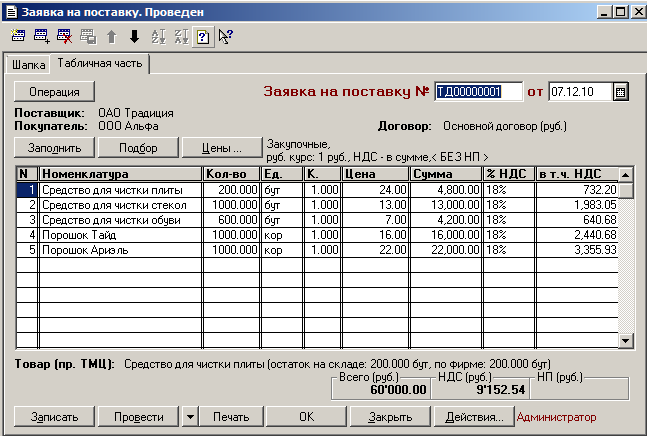 Заявка на поставку. Проведен
Шапка Табличная часть
Операция Заявка на поставку № ТД00000001 от 07.12.10
Поставщик: ОАО Традиция
Покупатель: ООО Альфа Договор: Основной договор (руб.)
Заполнить Подбор Цены ... Закупочные,
руб. курс: 1 руб., НДС - в сумме,< БЕЗ НП >
N Номенклатура Кол-во Ед. К. Цена Сумма % НДС в т.ч. НДС
1 Средство для чистки плиты 200.000 бут 1.000 24.00 4,800.00 18% 732.20
2 Средство для чистки стекол 1000.000 бут 1.000 13.00 13,000.00 18% 1,983.05
3 Средство для чистки обуви 600.000 бут 1.000 7.00 4,200.00 18% 640.68
4 Порошок Тайд 1000.000 кор 1.000 16.00 16,000.00 18% 2,440.68
5 Порошок Ариэль 1000.000 кор 1.000 22.00 22,000.00 18% 3,355.93
Товар (пр. ТМЦ): Средство для чистки плиты (остаток на складе: 200.000 бут, по фирме: 200.000 бут)
Всего (руб.) НДС (руб.) НП (руб.)
60'000.00 9'152.54
Записать Провести Печать OK Закрыть Действия... Администратор